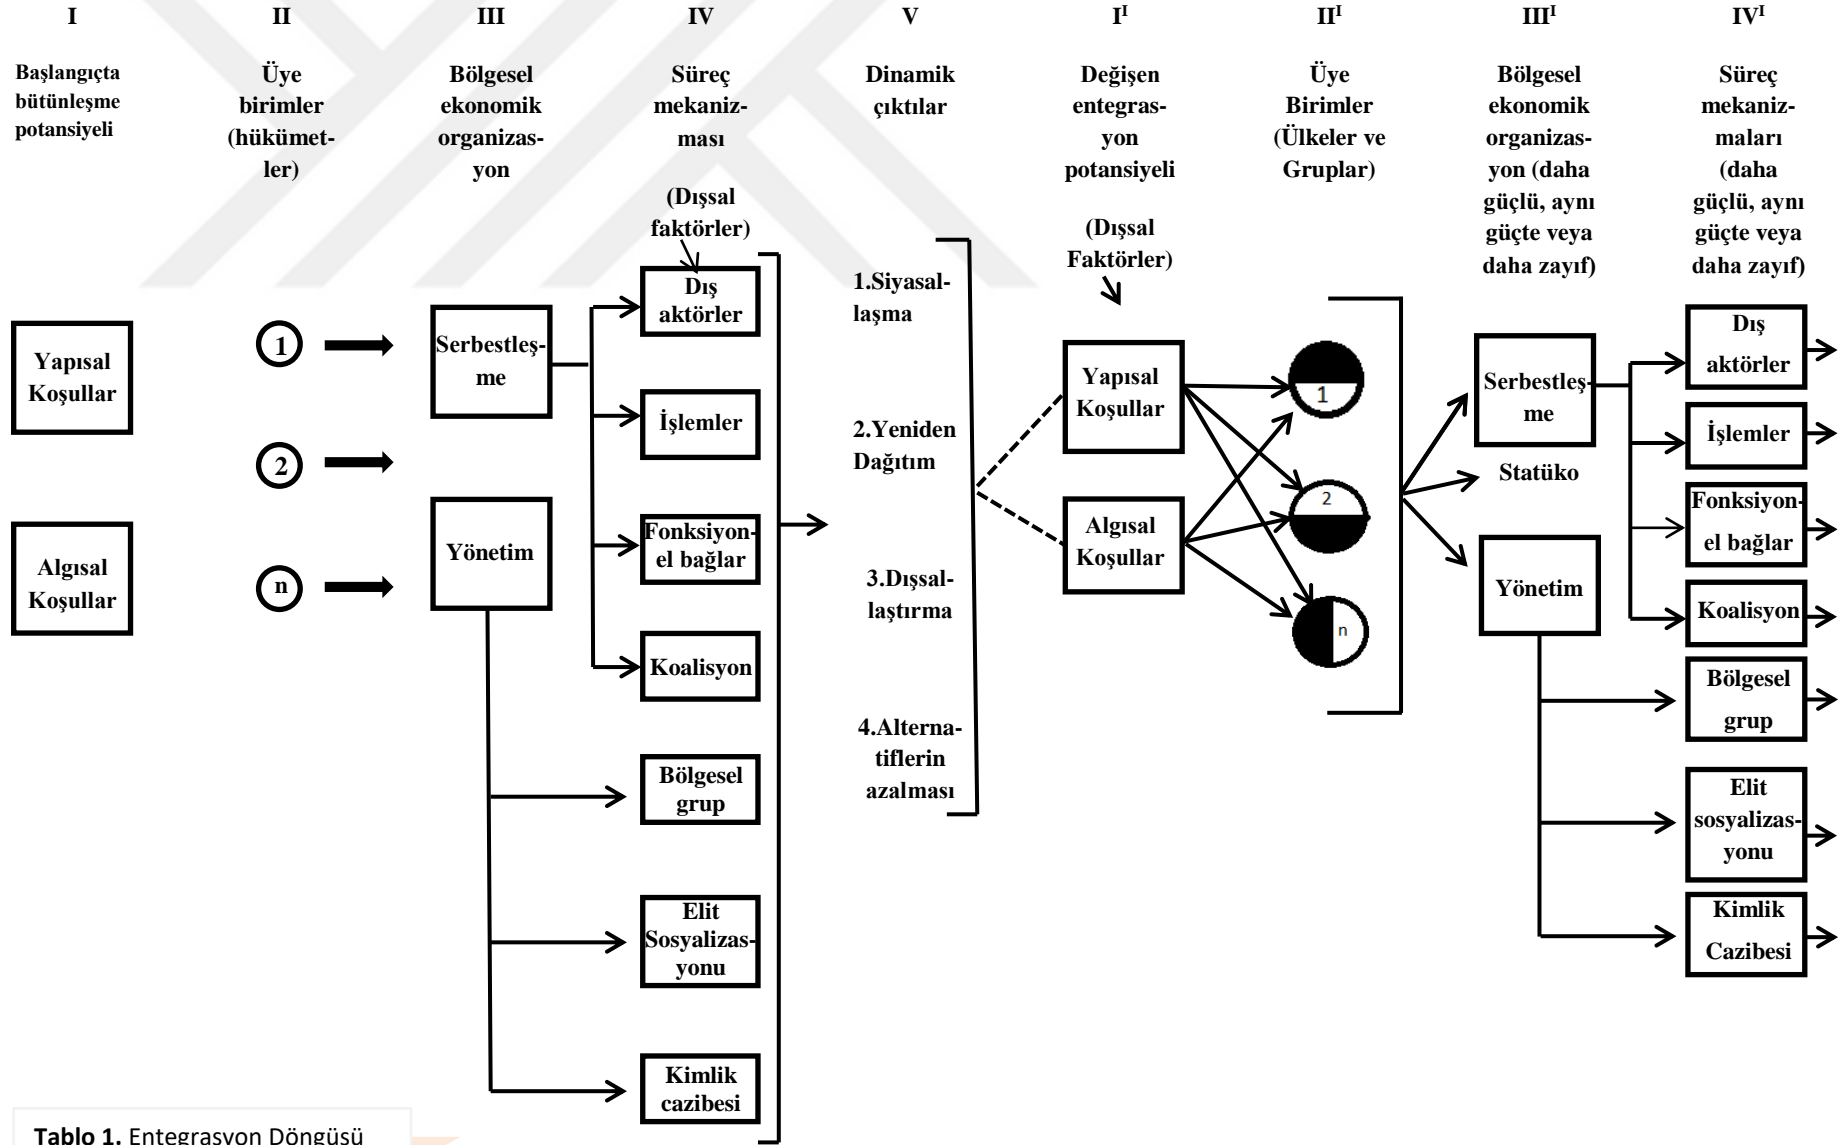 I
Başlangıçta
bütünleşme
potansiyeli
Yapısal
Koşullar
Algısal
Koşullar
II
Üye
birimler
(hükümet-
ler)
1
2
n
III
Bölgesel
ekonomik
organizas-
yon
Serbestleş-
me
Yönetim
IV
Süreç
mekaniz-
ması
(Dışsal
faktörler)
Dış
aktörler
İşlemler
Fonksiyon-
el bağlar
Koalisyon
Bölgesel
grup
Elit
Sosyalizas-
yonu
Kimlik
cazibesi
V
Dinamik
çıktılar
1.Siyasal-
laşma
2.Yeniden
Dağıtım
3.Dışsal-
laştırma
4.Alterna-
tiflerin
azalması
I^I
Değişen
entegras-
yon
potansiyeli
(Dışsal
Faktörler)
Yapısal
Koşullar
Algısal
Koşullar
II^I
Üye
Birimler
(Ülkeler ve
Gruplar)
1
2
n
III^I
Bölgesel
ekonomik
organizas-
yon (daha
güçlü, aynı
güçte veya
daha zayıf)
Serbestleş-
me
Statüko
Yönetim
IV^I
Süreç
mekaniz-
maları
(daha
güçlü, aynı
güçte veya
daha zayıf)
Dış
aktörler
İşlemler
Fonksiyon-
el bağlar
Koalisyon
Bölgesel
grup
Elit
sosyalizas-
yonu
Kimlik
Cazibesi
Tablo 1. Entegrasyon Döngüsü